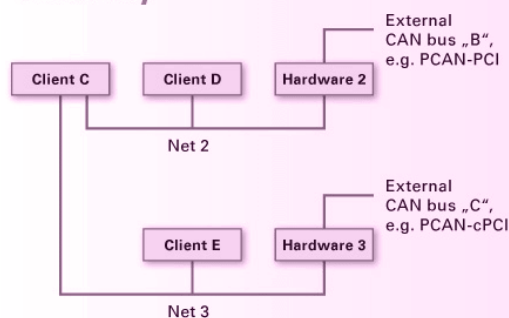 External
CAN bus „B“,
e.g. PCAN-PCI
Client C
Client D
Hardware 2
Net 2
External
CAN bus „C“,
e.g. PCAN-cPCI
Client E
Hardware 3
Net 3